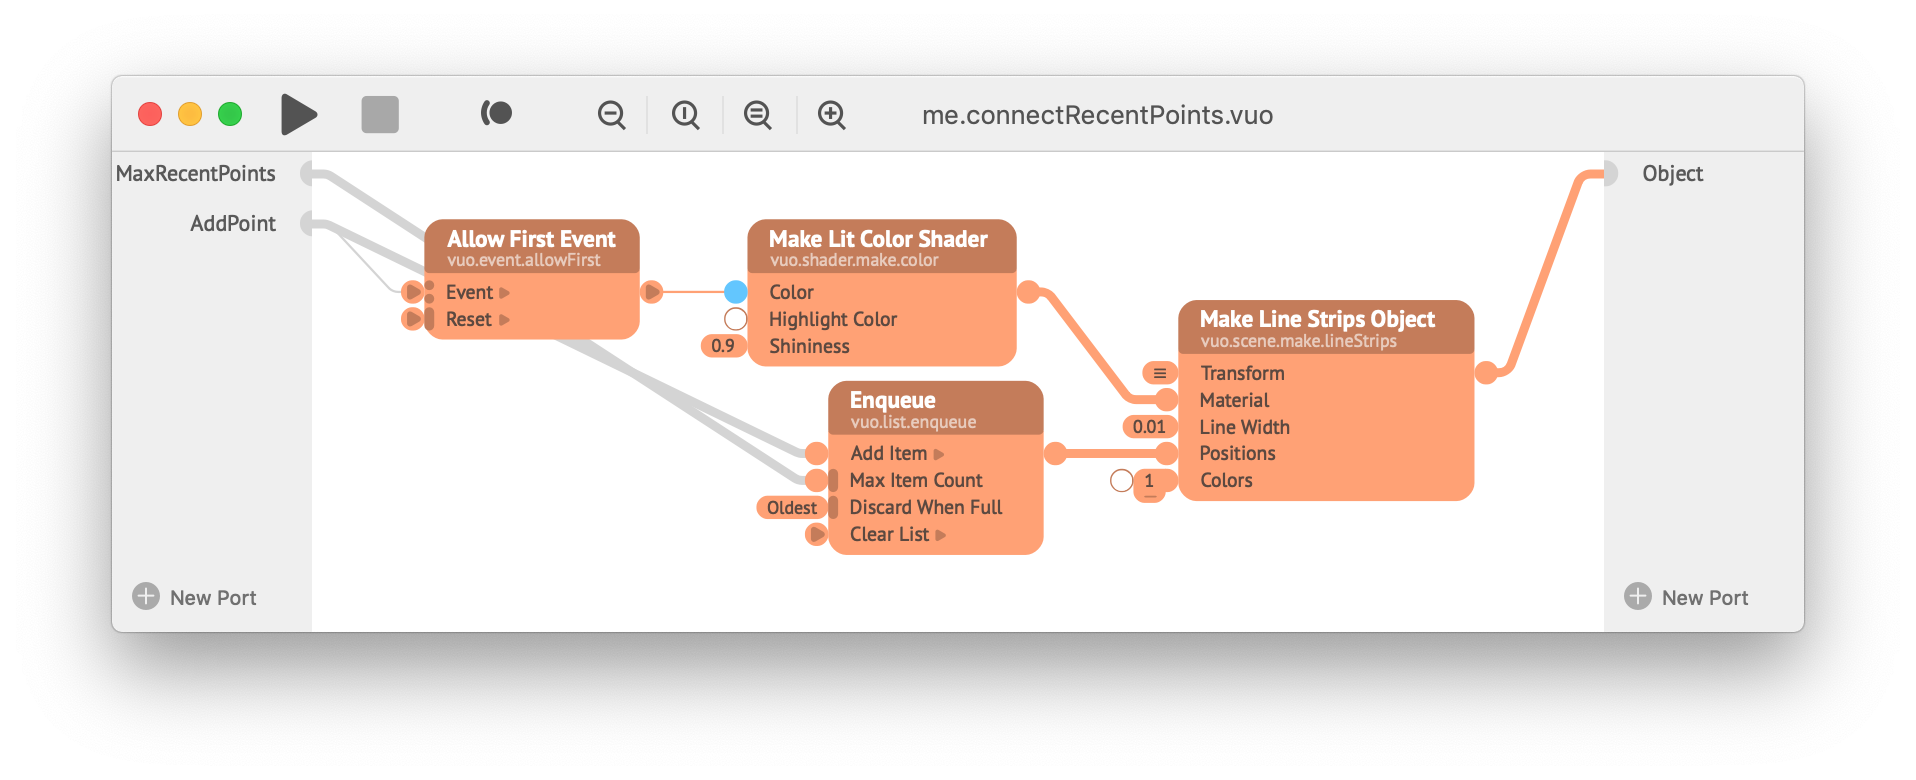 me.connectRecentPoints.vuo
MaxRecentPoints
AddPoint
New Port
Allow First Event
vuo.event.allowFirst
Event
Reset
Make Lit Color Shader
vuo.shader.make.color
Color
Highlight Color
0.9 Shininess
Enqueue
vuo.list.enqueue
Add Item
Max Item Count
Oldest Discard When Full
Clear List
Make Line Strips Object
vuo.scene.make.lineStrips
Transform
Material
0.01 Line Width
Positions
1 Colors
Object
New Port